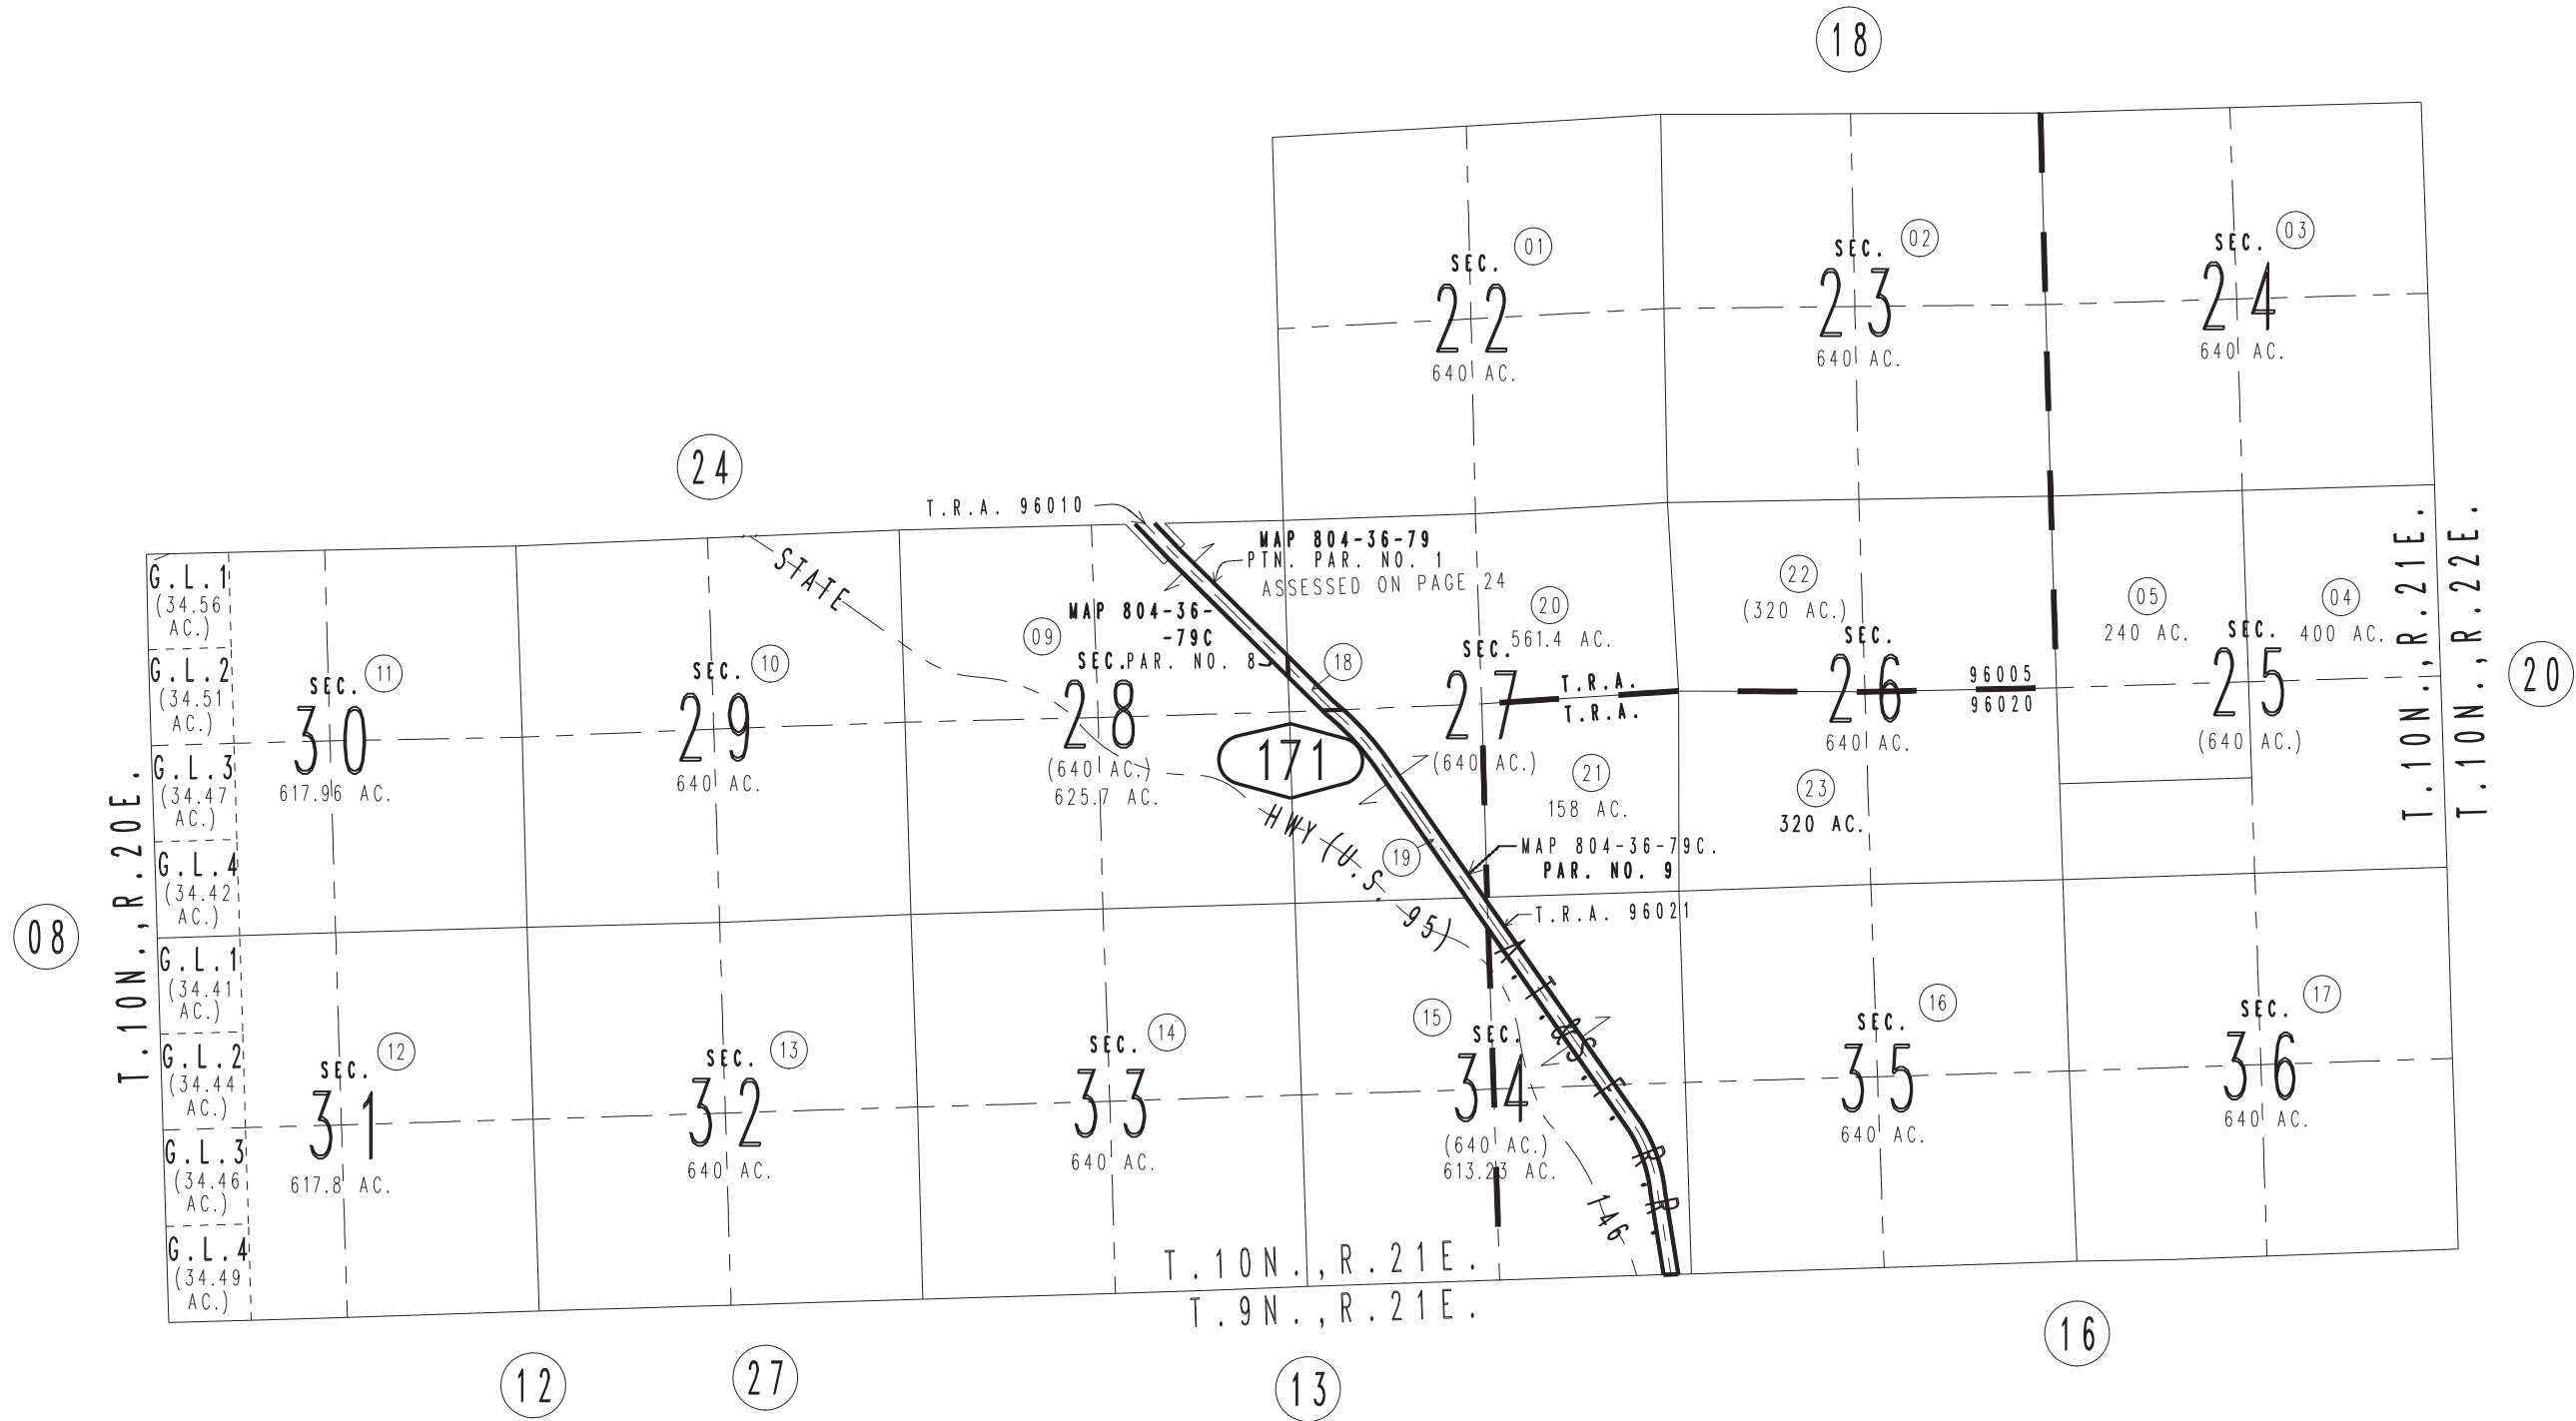 18
01
SEC.
22
640 AC.
02
SEC.
23
640 AC.
03
SEC.
24
640 AC.
24
T.R.A. 96010
STATE
HWY (U.S. 95)
146
MAP 804-36-79
PTN. PAR. NO. 1
ASSESSED ON PAGE 24
MAP 804-36-
-79C
PAR. NO. 8
G.L.1
(34.56
AC.)
G.L.2
(34.51
AC.)
G.L.3
(34.47
AC.)
G.L.4
(34.42
AC.)
11
SEC.
30
617.96 AC.
10
SEC.
29
640 AC.
09
SEC.
28
(640 AC.)
625.7 AC.
171
18
19
20
561.4 AC.
SEC.
27
(640 AC.)
T.R.A.
T.R.A.
21
158 AC.
MAP 804-36-79C.
PAR. NO. 9
T.R.A. 96021
22
(320 AC.)
SEC.
26
640 AC.
96005
96020
23
320 AC.
05
240 AC.
04
400 AC.
SEC.
25
(640 AC.)
T.10N.,R.21E.
T.10N.,R.22E.
20
08
T.10N.,R.20E.
G.L.1
(34.41
AC.)
G.L.2
(34.44
AC.)
G.L.3
(34.46
AC.)
G.L.4
(34.49
AC.)
12
SEC.
31
617.8 AC.
13
SEC.
32
640 AC.
14
SEC.
33
640 AC.
15
SEC.
34
(640 AC.)
613.23 AC.
A.T.&S.F.R.R.
16
SEC.
35
640 AC.
17
SEC.
36
640 AC.
T.10N.,R.21E.
T.9N.,R.21E.
12
27
13
16